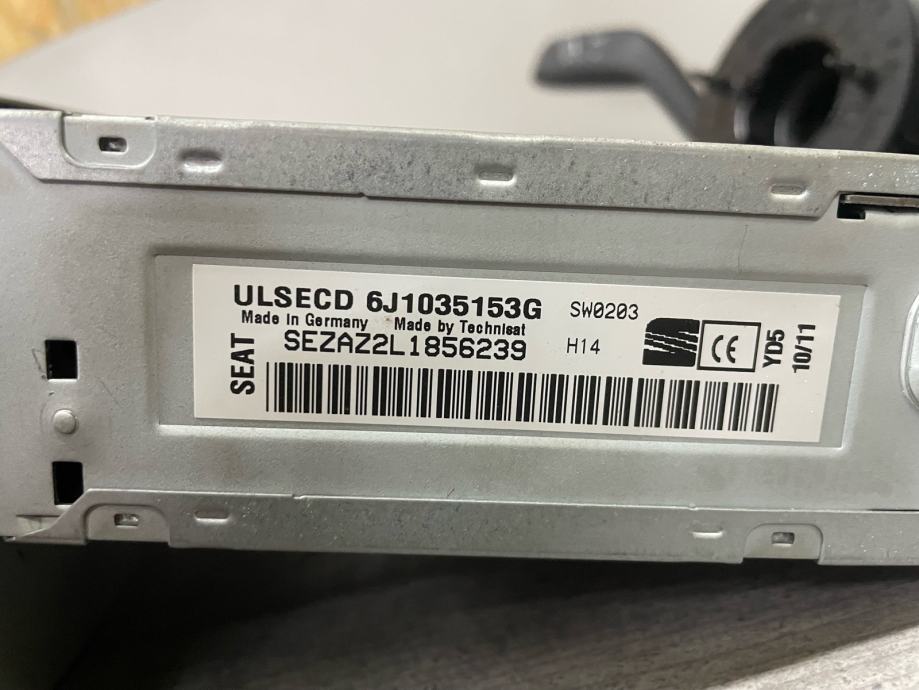 ULSECD 6J1035153G SW0203
Made in Germany Made by Technisat
SEZAZ2L1856239 H14
SEAT
CE
YD5
10/11